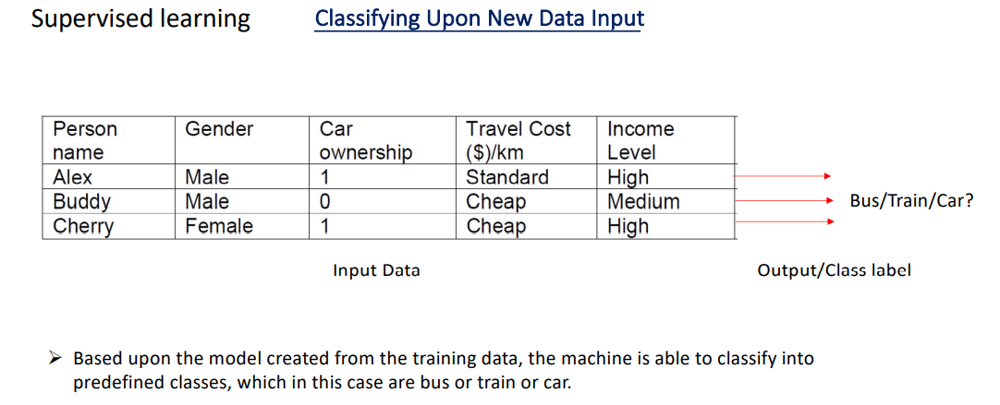 Supervised learning
Classifying Upon New Data Input
Person name Gender Car ownership Travel Cost ($)/km Income Level
Alex Male 1 Standard High
Buddy Male 0 Cheap Medium
Cherry Female 1 Cheap High
Bus/Train/Car?
Input Data
Output/Class label
➢ Based upon the model created from the training data, the machine is able to classify into
predefined classes, which in this case are bus or train or car.